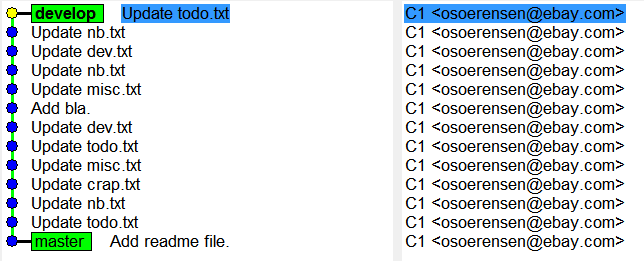 develop Update todo.txt C1 <osoerensen@ebay.com>
Update nb.txt C1 <osoerensen@ebay.com>
Update dev.txt C1 <osoerensen@ebay.com>
Update nb.txt C1 <osoerensen@ebay.com>
Update misc.txt C1 <osoerensen@ebay.com>
Add bla. C1 <osoerensen@ebay.com>
Update dev.txt C1 <osoerensen@ebay.com>
Update todo.txt C1 <osoerensen@ebay.com>
Update misc.txt C1 <osoerensen@ebay.com>
Update crap.txt C1 <osoerensen@ebay.com>
Update nb.txt C1 <osoerensen@ebay.com>
Update todo.txt C1 <osoerensen@ebay.com>
master Add readme file. C1 <osoerensen@ebay.com>